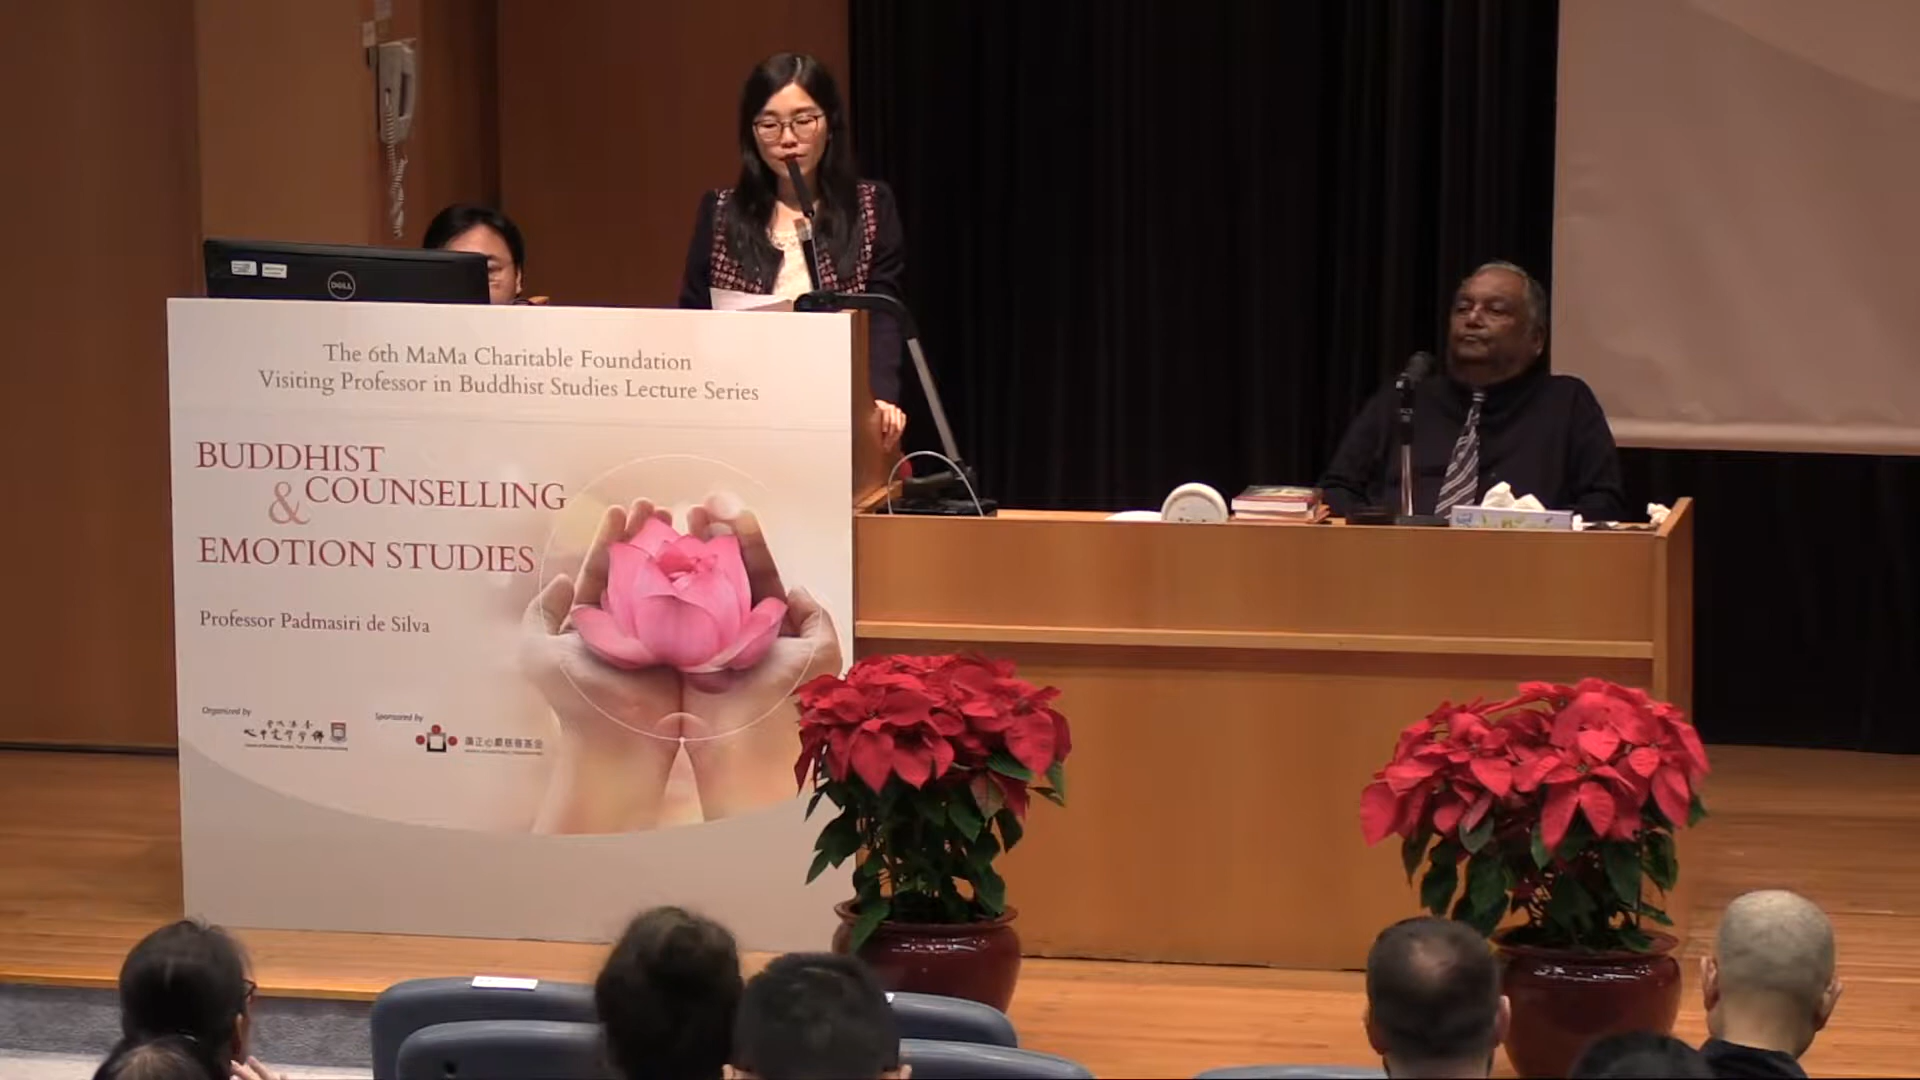 DELL
The 6th MaMa Charitable Foundation
Visiting Professor in Buddhist Studies Lecture Series
BUDDHIST
& COUNSELLING
EMOTION STUDIES
Professor Padmasiri de Silva
Organized by
Sponsored by